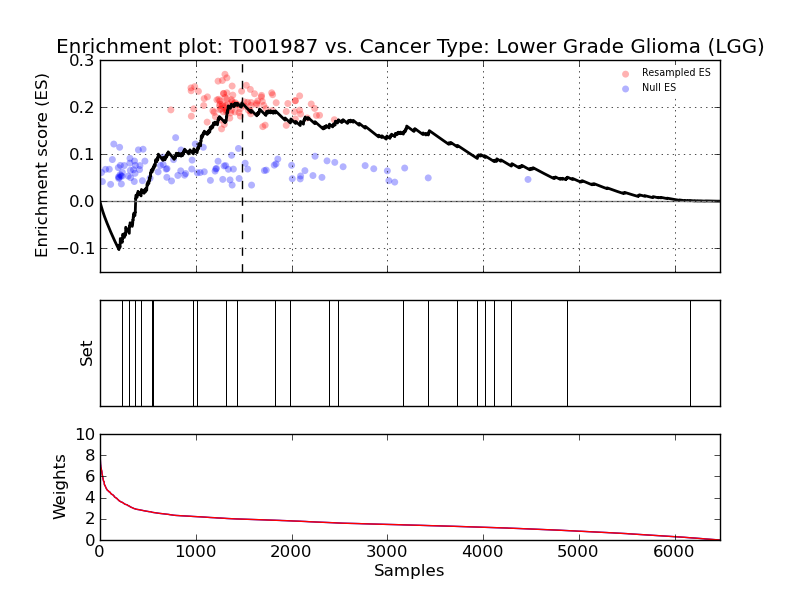 Enrichment plot: T001987 vs. Cancer Type: Lower Grade Glioma (LGG)
0.3
0.2
0.1
0.0
−0.1
Enrichment score (ES)
Resampled ES
Null ES
Set
10
8
6
4
2
0
Weights
0 1000 2000 3000 4000 5000 6000
Samples